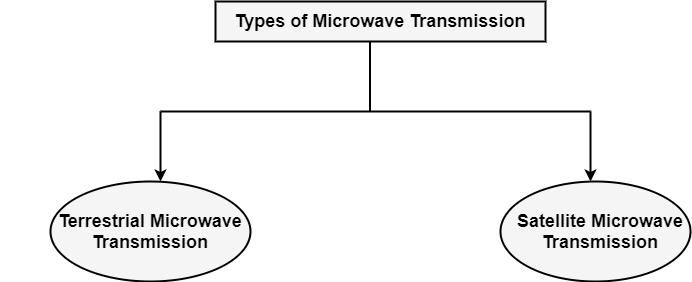 Types of Microwave Transmission
Terrestrial Microwave
Transmission
Satellite Microwave
Transmission